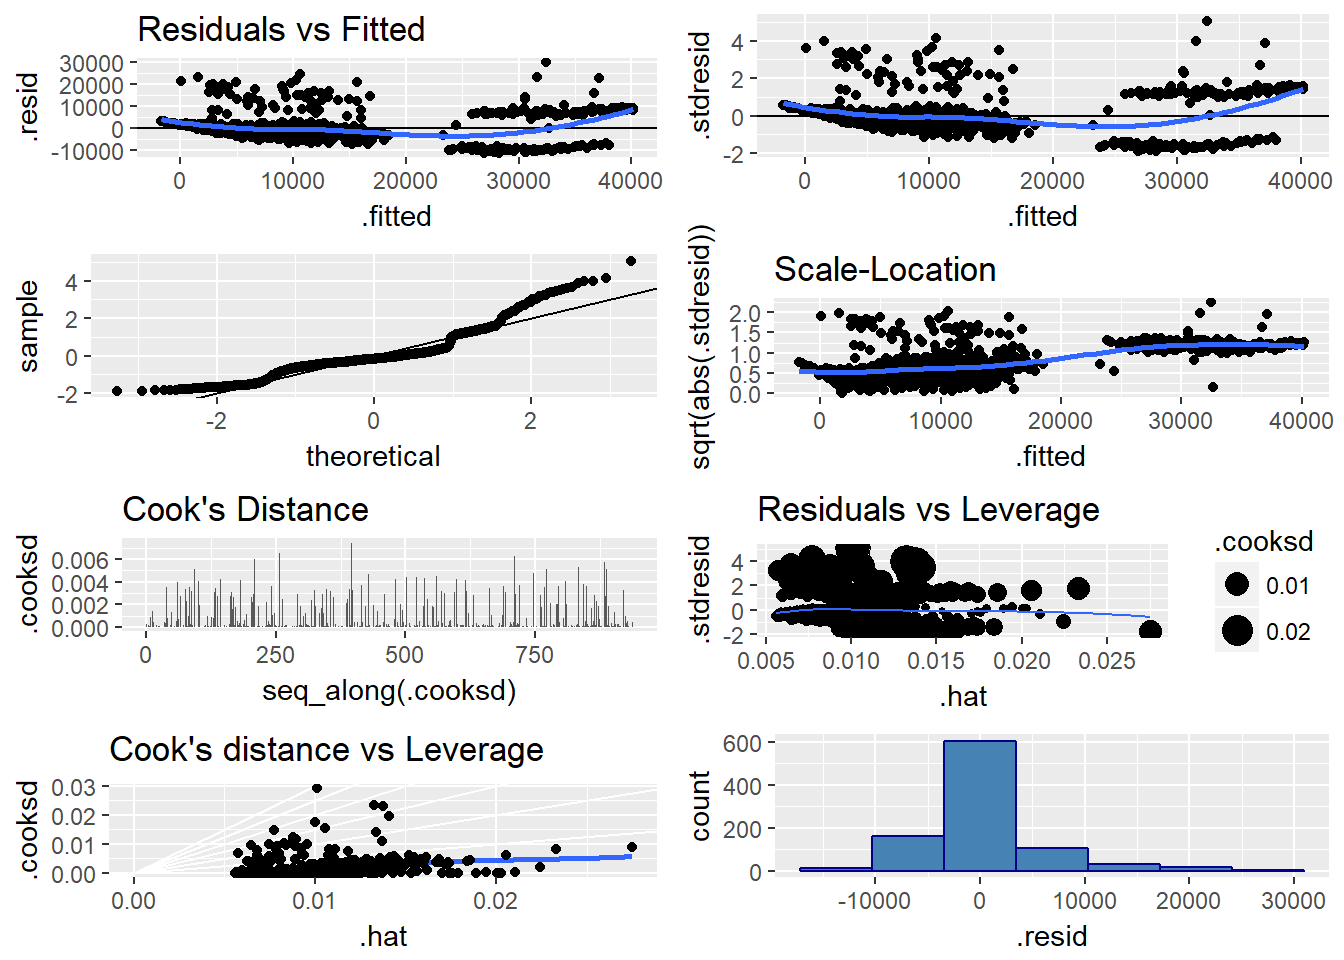 Residuals vs Fitted
.resid
30000
20000
10000
0
-10000
0 10000 20000 30000 40000
.fitted
.stdresid
4
2
0
-2
0 10000 20000 30000 40000
.fitted
sample
4
2
0
-2
-2 0 2
theoretical
Scale-Location
sqrt(abs(.stdresid))
2.0
1.5
1.0
0.5
0.0
0 10000 20000 30000 40000
.fitted
Cook's Distance
.cooksd
0.006
0.004
0.002
0.000
0 250 500 750
seq_along(.cooksd)
Residuals vs Leverage
.stdresid
4
2
0
-2
0.005 0.010 0.015 0.020 0.025
.hat
.cooksd
0.01
0.02
Cook's distance vs Leverage
.cooksd
0.03
0.02
0.01
0.00
0.00 0.01 0.02
.hat
count
600
400
200
0
-10000 0 10000 20000 30000
.resid